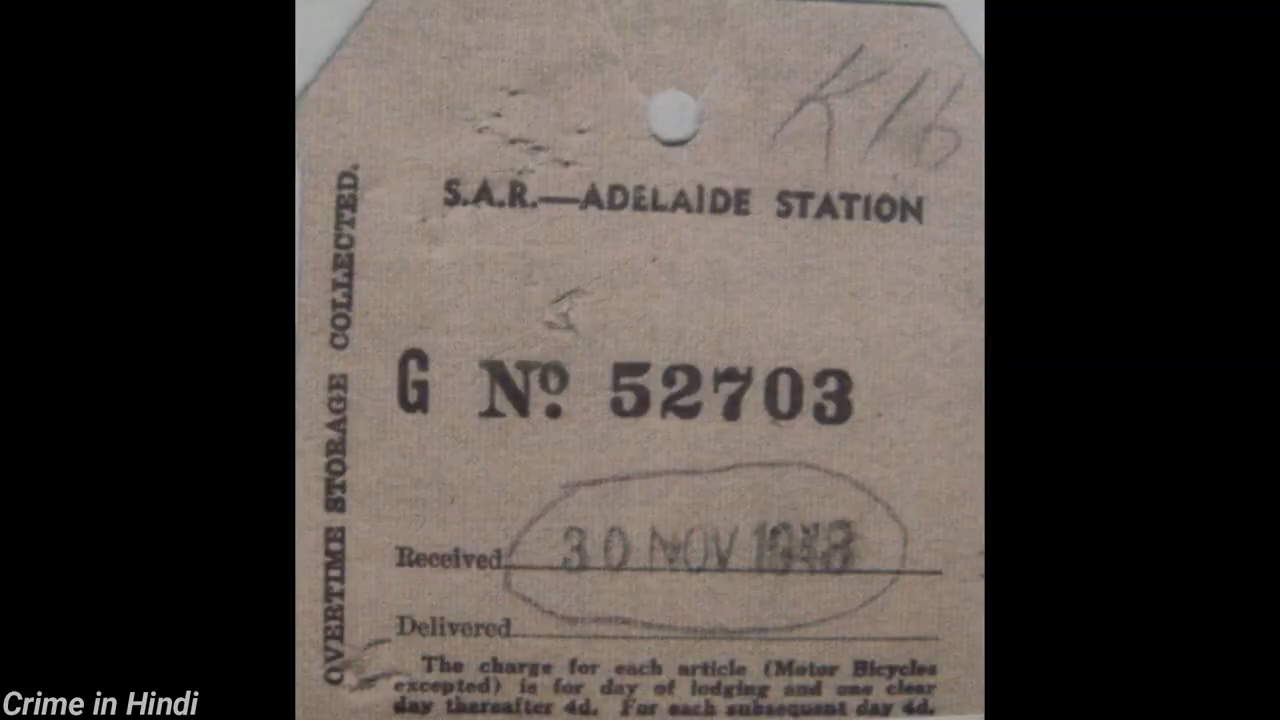 K16
S.A.R.—ADELAIDE STATION
OVERTIME STORAGE COLLECTED.
G Nº 52703
Received 30 NOV 1948
Delivered
The charge for each article (Motor Bicycles
excepted) is for day of lodging and one clear
day thereafter 4d. For each subsequent day 4d.
Crime in Hindi